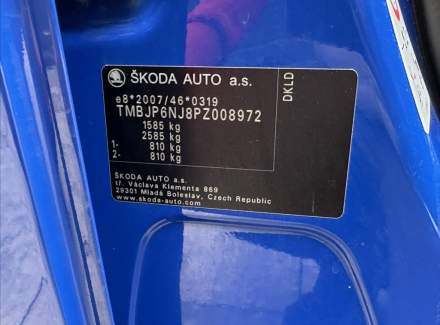 ŠKODA AUTO a.s.
DKLD
e8*2007/46*0319
TMBJP6NJ8PZ008972
1585 kg
2585 kg
1- 810 kg
2- 810 kg
ŠKODA AUTO a.s.
tř. Václava Klementa 869
29301 Mladá Boleslav, Czech Republic
www.skoda-auto.com